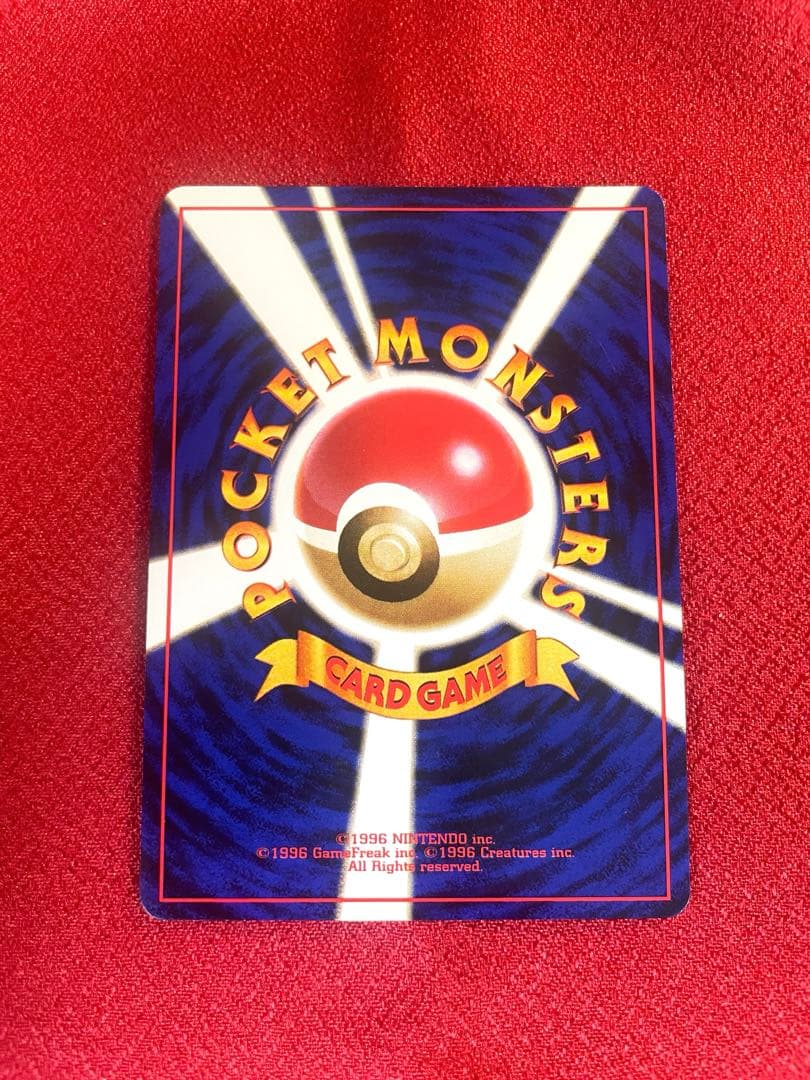 POCKET MONSTERS
CARD GAME
©1996 NINTENDO inc.
©1996 GameFreak inc. ©1996 Creatures inc.
All Rights reserved.